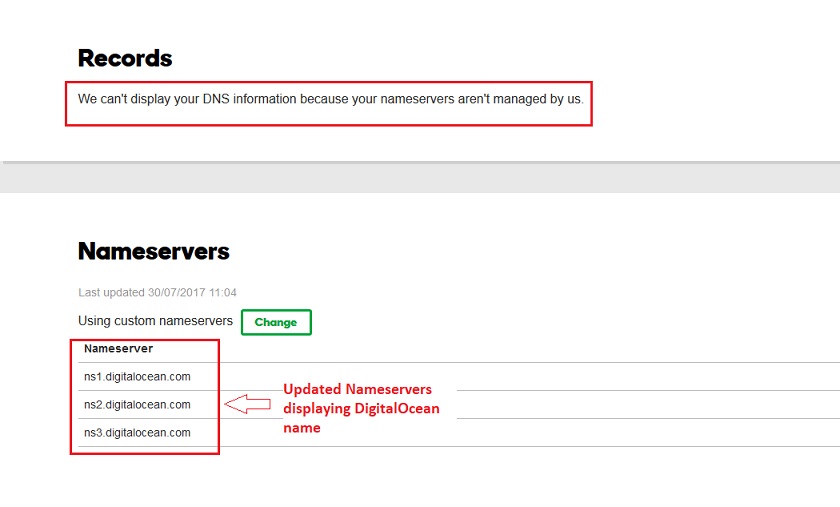 Records
We can't display your DNS information because your nameservers aren't managed by us.
Nameservers
Last updated 30/07/2017 11:04
Using custom nameservers Change
Nameserver
ns1.digitalocean.com
ns2.digitalocean.com
ns3.digitalocean.com
Updated Nameservers
displaying DigitalOcean
name